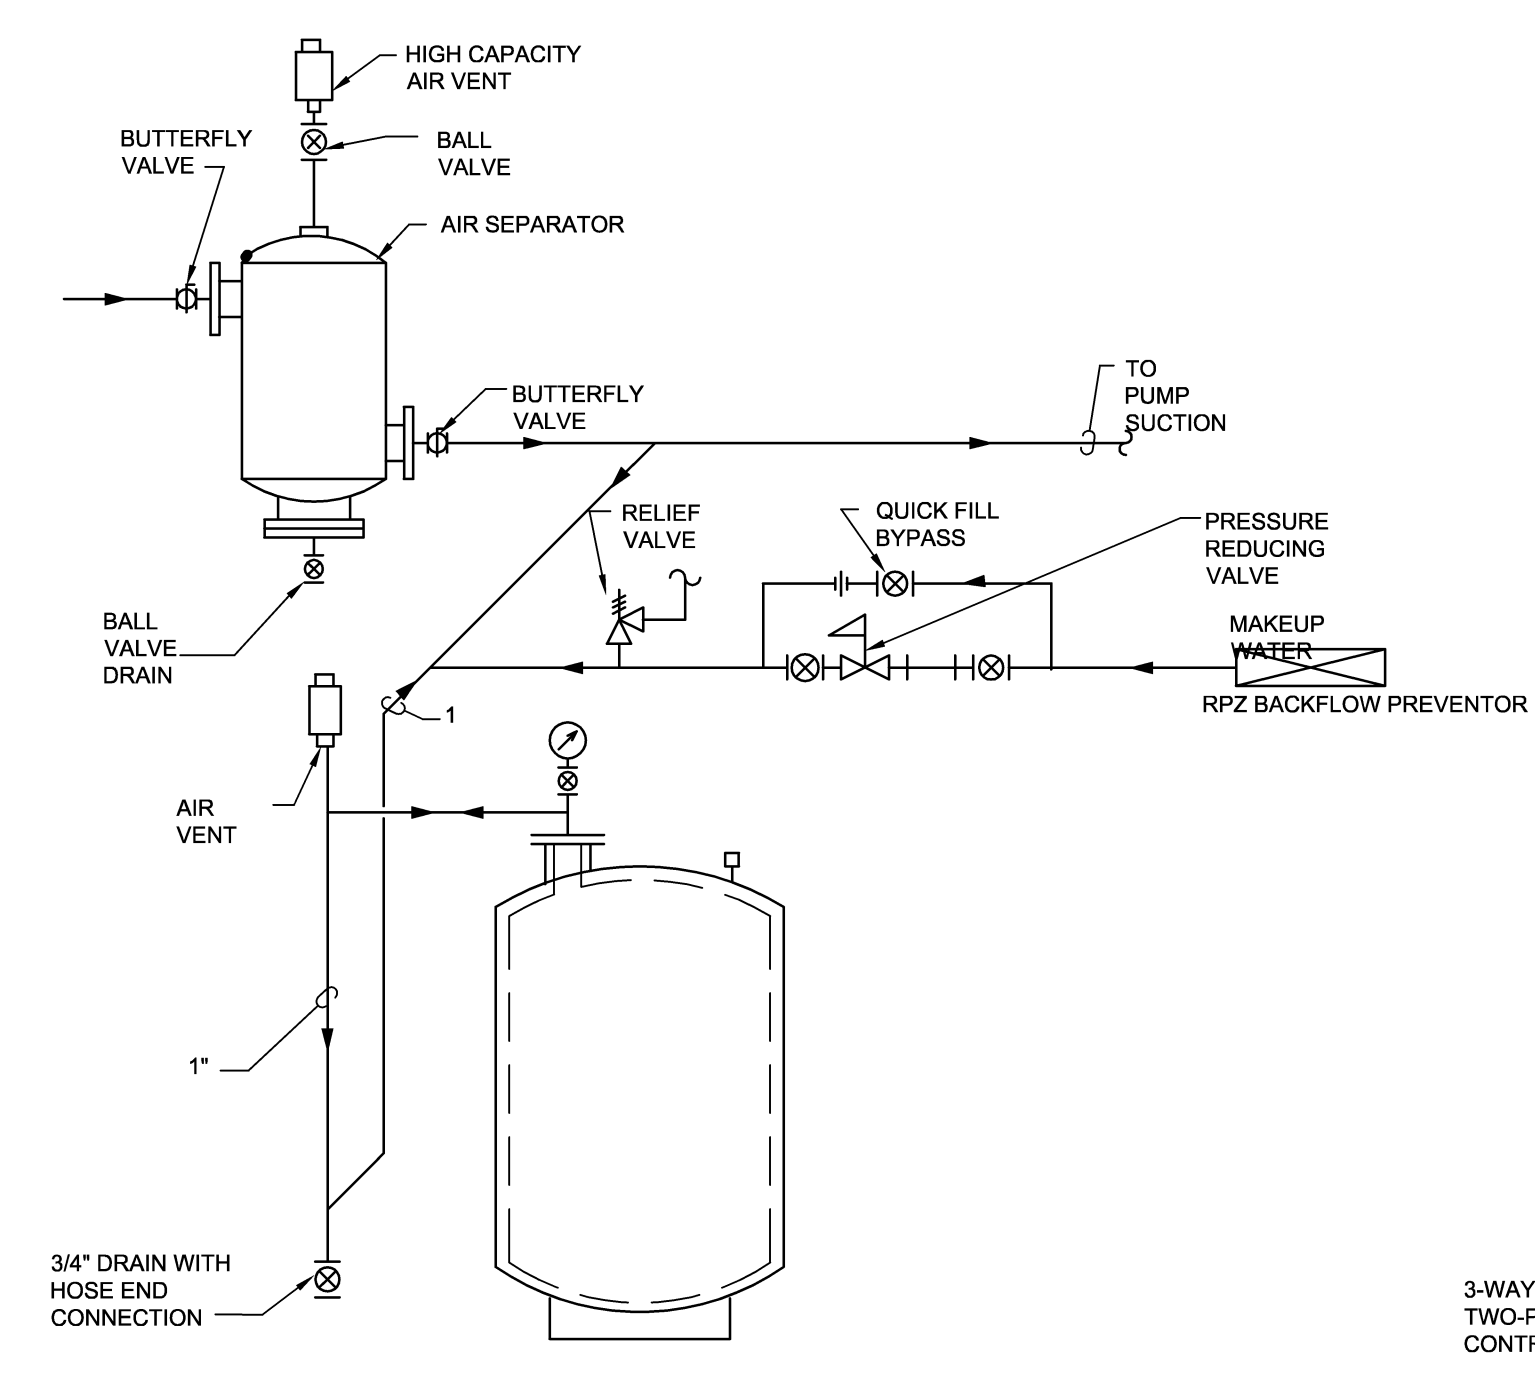 HIGH CAPACITY
AIR VENT
BUTTERFLY
VALVE
BALL
VALVE
AIR SEPARATOR
TO
PUMP
SUCTION
BUTTERFLY
VALVE
RELIEF
VALVE
QUICK FILL
BYPASS
PRESSURE
REDUCING
VALVE
BALL
VALVE
DRAIN
MAKEUP
WATER
RPZ BACKFLOW PREVENTOR
1
AIR
VENT
1"
3/4" DRAIN WITH
HOSE END
CONNECTION
3-WAY
TWO-P
CONTR